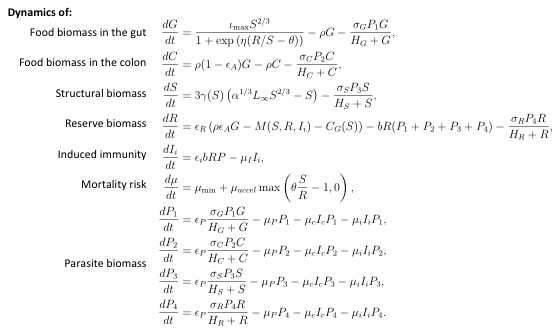 Dynamics of:
Food biomass in the gut dG/dt = ι_max S^{2/3} / (1 + exp (η(R/S − θ))) − ρG − σ_G P_1 G / (H_G + G),
Food biomass in the colon dC/dt = ρ(1 − ϵ_A)G − ρC − σ_C P_2 C / (H_C + C),
Structural biomass dS/dt = 3γ(S) (α^{1/3} L_∞ S^{2/3} − S) − σ_S P_3 S / (H_S + S),
Reserve biomass dR/dt = ϵ_R (ρϵ_A G − M(S, R, I_i) − C_G(S)) − bR(P_1 + P_2 + P_3 + P_4) − σ_R P_4 R / (H_R + R),
Induced immunity dI_i/dt = ϵ_i bRP − μ_I I_i,
Mortality risk dμ/dt = μ_min + μ_accel max (θ S/R − 1, 0),
Parasite biomass
dP_1/dt = ϵ_P σ_G P_1 G / (H_G + G) − μ_P P_1 − μ_c I_c P_1 − μ_i I_i P_1,
dP_2/dt = ϵ_P σ_C P_2 C / (H_C + C) − μ_P P_2 − μ_c I_c P_2 − μ_i I_i P_2,
dP_3/dt = ϵ_P σ_S P_3 S / (H_S + S) − μ_P P_3 − μ_c I_c P_3 − μ_i I_i P_3,
dP_4/dt = ϵ_P σ_R P_4 R / (H_R + R) − μ_P P_4 − μ_c I_c P_4 − μ_i I_i P_4.